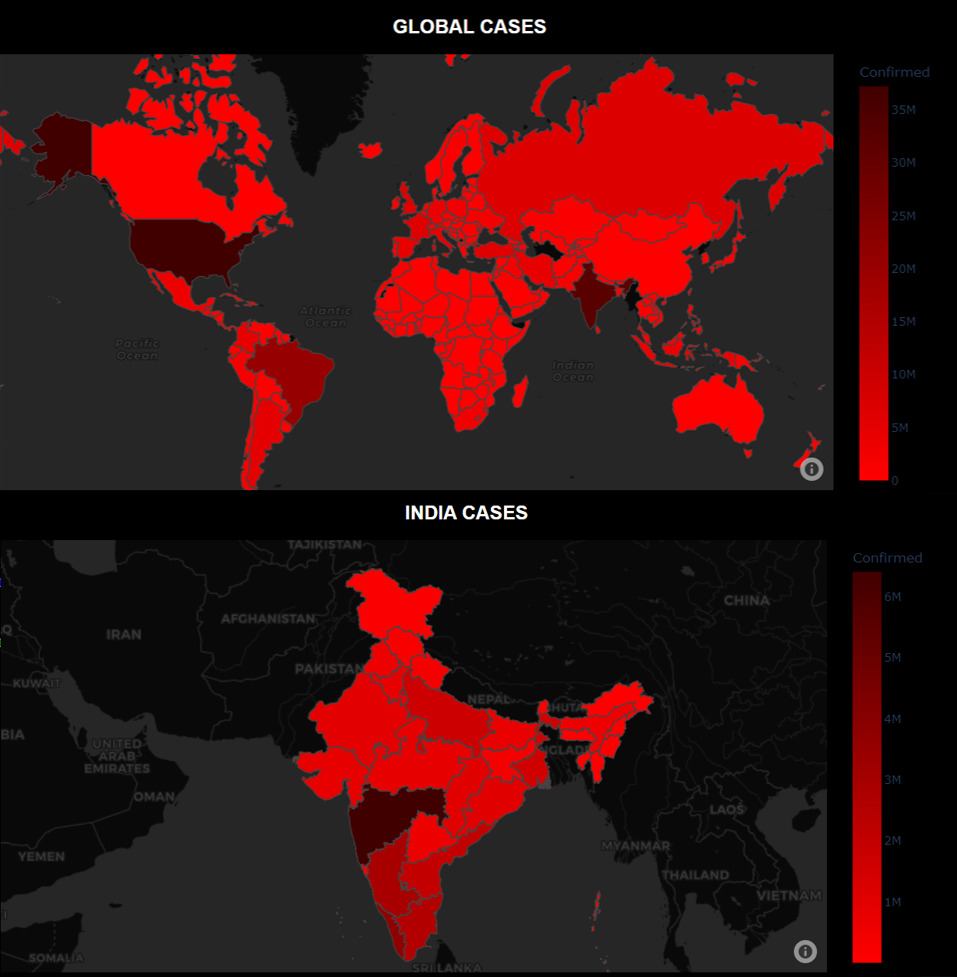 GLOBAL CASES
Confirmed
35M
30M
25M
20M
15M
10M
5M
0
Atlantic
Ocean
Pacific
Ocean
Indian
Ocean
INDIA CASES
Confirmed
6M
5M
4M
3M
2M
1M
TAJIKISTAN
CHINA
AFGHANISTAN
IRAN
PAKISTAN
KUWAIT
NEPAL
BHUTA
BIA
UNITED
ARAB
EMIRATES
NGLADE
OMAN
LAOS
YEMEN
MYANMAR
THAILAND
VIETNAM
SOMALIA
SRI LANKA